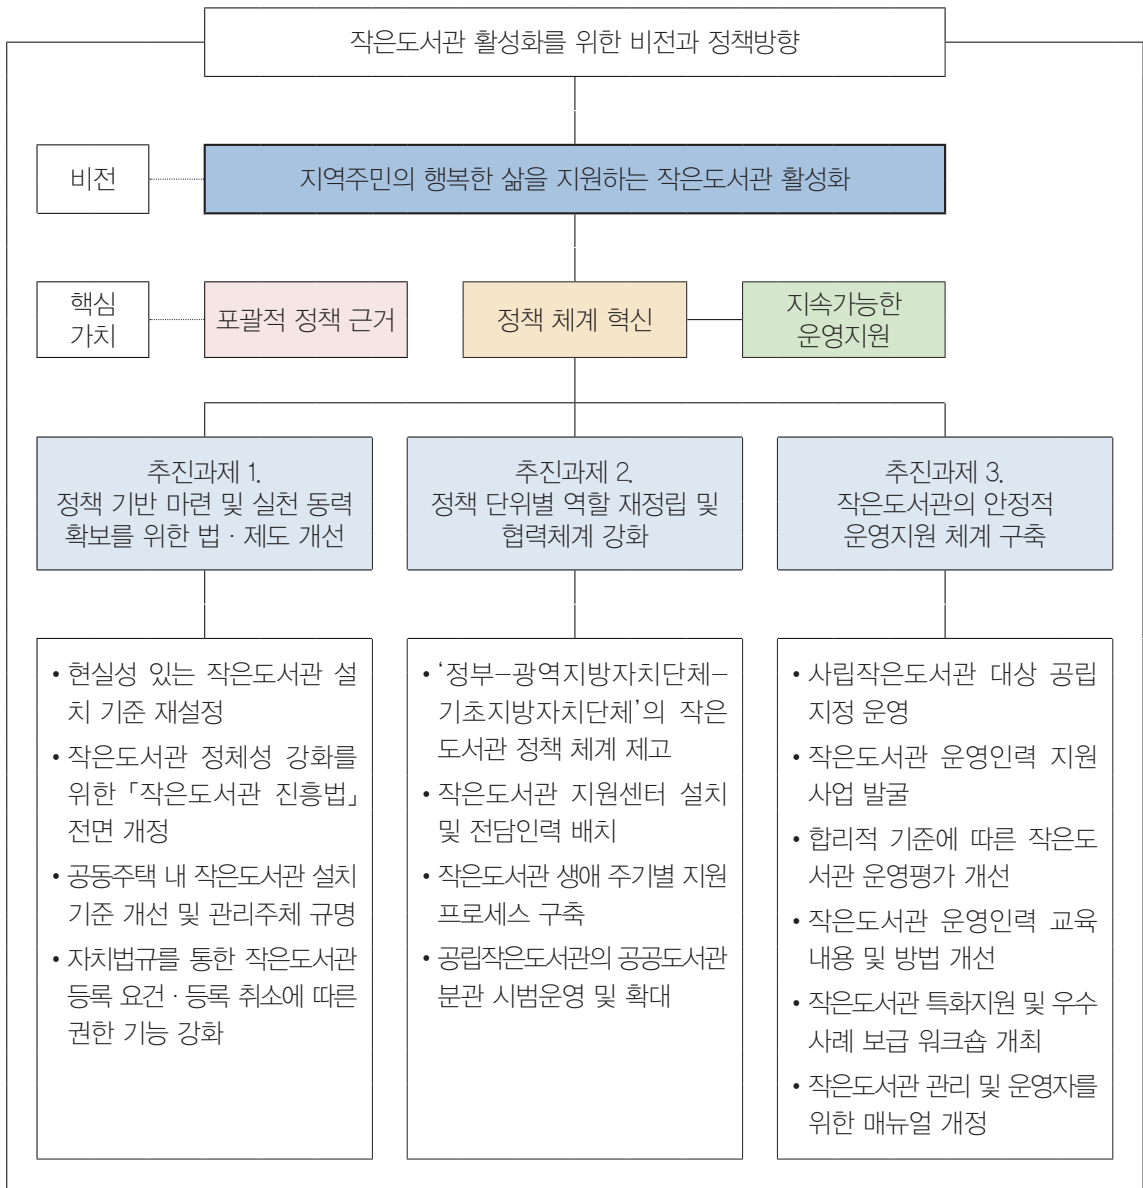 작은도서관 활성화를 위한 비전과 정책방향
비전
지역주민의 행복한 삶을 지원하는 작은도서관 활성화
핵심
가치
포괄적 정책 근거
정책 체계 혁신
지속가능한
운영지원
추진과제 1.
정책 기반 마련 및 실천 동력
확보를 위한 법 · 제도 개선
추진과제 2.
정책 단위별 역할 재정립 및
협력체계 강화
추진과제 3.
작은도서관의 안정적
운영지원 체계 구축
• 현실성 있는 작은도서관 설
치 기준 재설정
• 작은도서관 정체성 강화를
위한 「작은도서관 진흥법」
전면 개정
• 공동주택 내 작은도서관 설치
기준 개선 및 관리주체 규명
• 자치법규를 통한 작은도서관
등록 요건 · 등록 취소에 따른
권한 기능 강화
• ‘정부–광역지방자치단체–
기초지방자치단체’의 작은
도서관 정책 체계 제고
• 작은도서관 지원센터 설치
및 전담인력 배치
• 작은도서관 생애 주기별 지원
프로세스 구축
• 공립작은도서관의 공공도서관
분관 시범운영 및 확대
• 사립작은도서관 대상 공립
지정 운영
• 작은도서관 운영인력 지원
사업 발굴
• 합리적 기준에 따른 작은도
서관 운영평가 개선
• 작은도서관 운영인력 교육
내용 및 방법 개선
• 작은도서관 특화지원 및 우수
사례 보급 워크숍 개최
• 작은도서관 관리 및 운영자를
위한 매뉴얼 개정